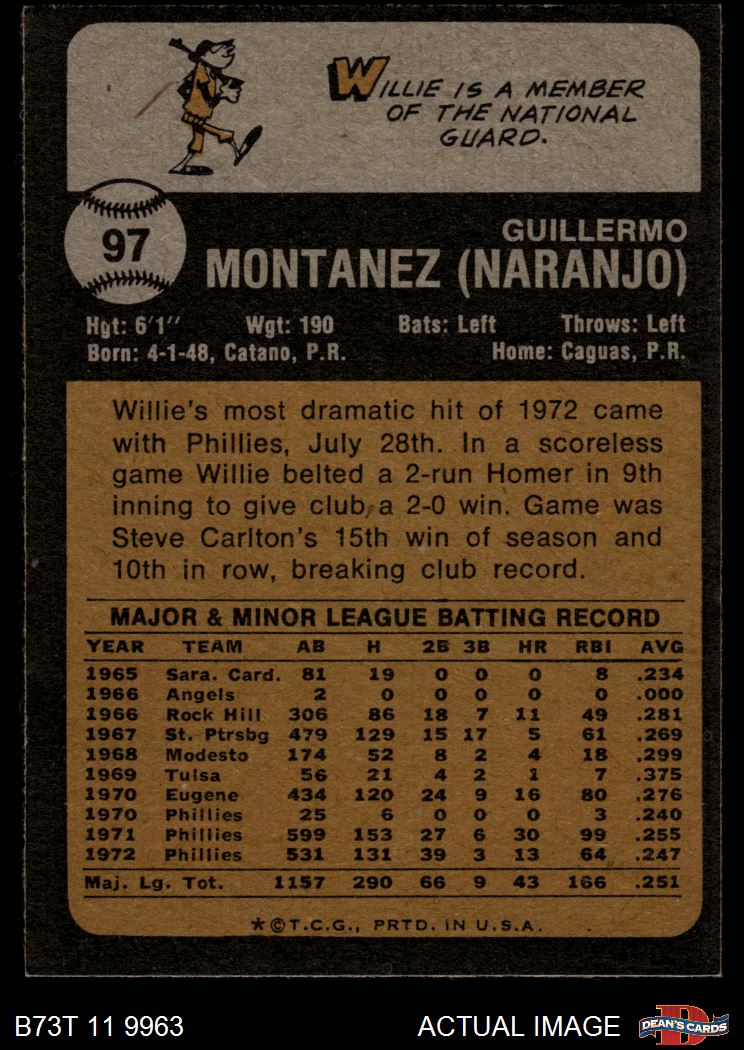 WILLIE IS A MEMBER
OF THE NATIONAL
GUARD.
97
GUILLERMO
MONTANEZ (NARANJO)
Hgt: 6'1" Wgt: 190 Bats: Left Throws: Left
Born: 4-1-48, Catano, P.R. Home: Caguas, P.R.
Willie's most dramatic hit of 1972 came
with Phillies, July 28th. In a scoreless
game Willie belted a 2-run Homer in 9th
inning to give club a 2-0 win. Game was
Steve Carlton's 15th win of season and
10th in row, breaking club record.
MAJOR & MINOR LEAGUE BATTING RECORD
YEAR TEAM AB H 2B 3B HR RBI AVG
1965 Sara. Card. 81 19 0 0 0 8 .234
1966 Angels 2 0 0 0 0 0 .000
1966 Rock Hill 306 86 18 7 11 49 .281
1967 St. Ptrsbg 479 129 15 17 5 61 .269
1968 Modesto 174 52 8 2 4 18 .299
1969 Tulsa 56 21 4 2 1 7 .375
1970 Eugene 434 120 24 9 16 80 .276
1970 Phillies 25 6 0 0 0 3 .240
1971 Phillies 599 153 27 6 30 99 .255
1972 Phillies 531 131 39 3 13 64 .247
Maj. Lg. Tot. 1157 290 66 9 43 166 .251
*©T.C.G., PRTD. IN U.S.A.
B73T 11 9963 ACTUAL IMAGE DEAN'S CARDS